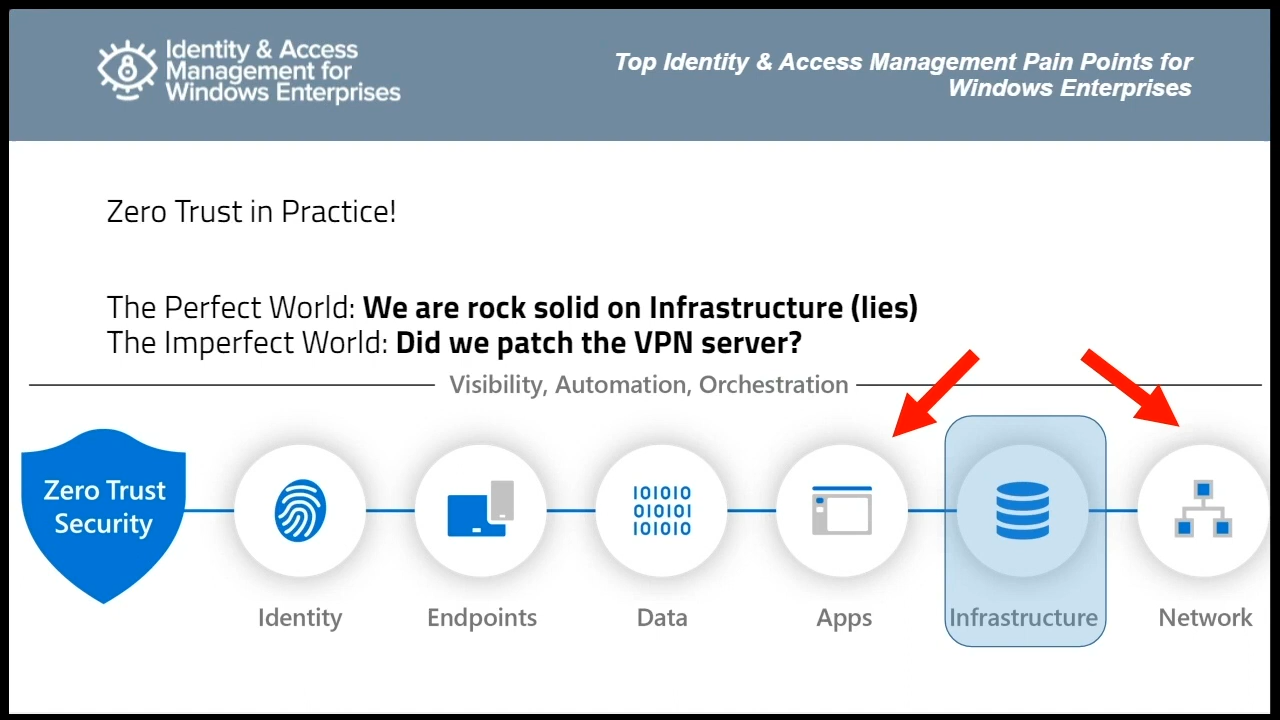 Identity & Access
Management for
Windows Enterprises
Top Identity & Access Management Pain Points for
Windows Enterprises
Zero Trust in Practice!
The Perfect World: We are rock solid on Infrastructure (lies)
The Imperfect World: Did we patch the VPN server?
Visibility, Automation, Orchestration
Zero Trust
Security
101010
010101
101010
Identity
Endpoints
Data
Apps
Infrastructure
Network